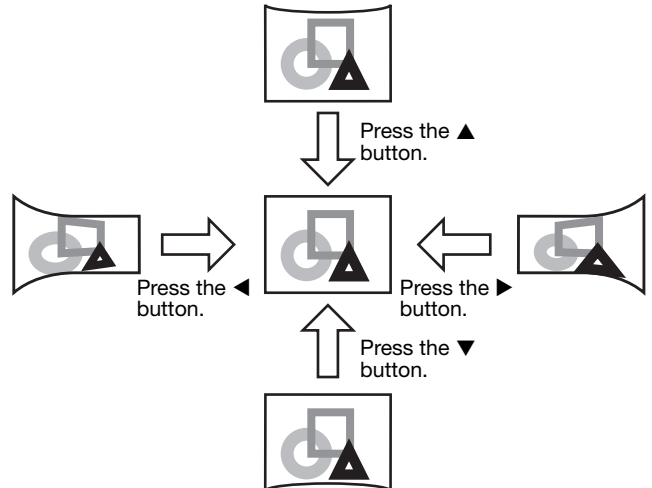 Press the ▲
button.
Press the ◀
button.
Press the ▶
button.
Press the ▼
button.